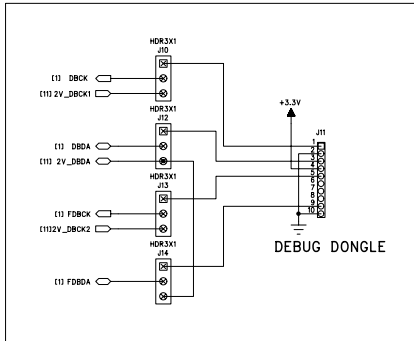 HDR3X1
J10
[1] DBCK
[11] 2V_DBCK1
HDR3X1
J12
[1] DBDA
[11] 2V_DBDA
HDR3X1
J13
[1] FDBCK
[11]2V_DBCK2
HDR3X1
J14
[1] FDBDA
+3.3V
J11
1
2
3
4
5
6
7
8
9
10
DEBUG DONGLE